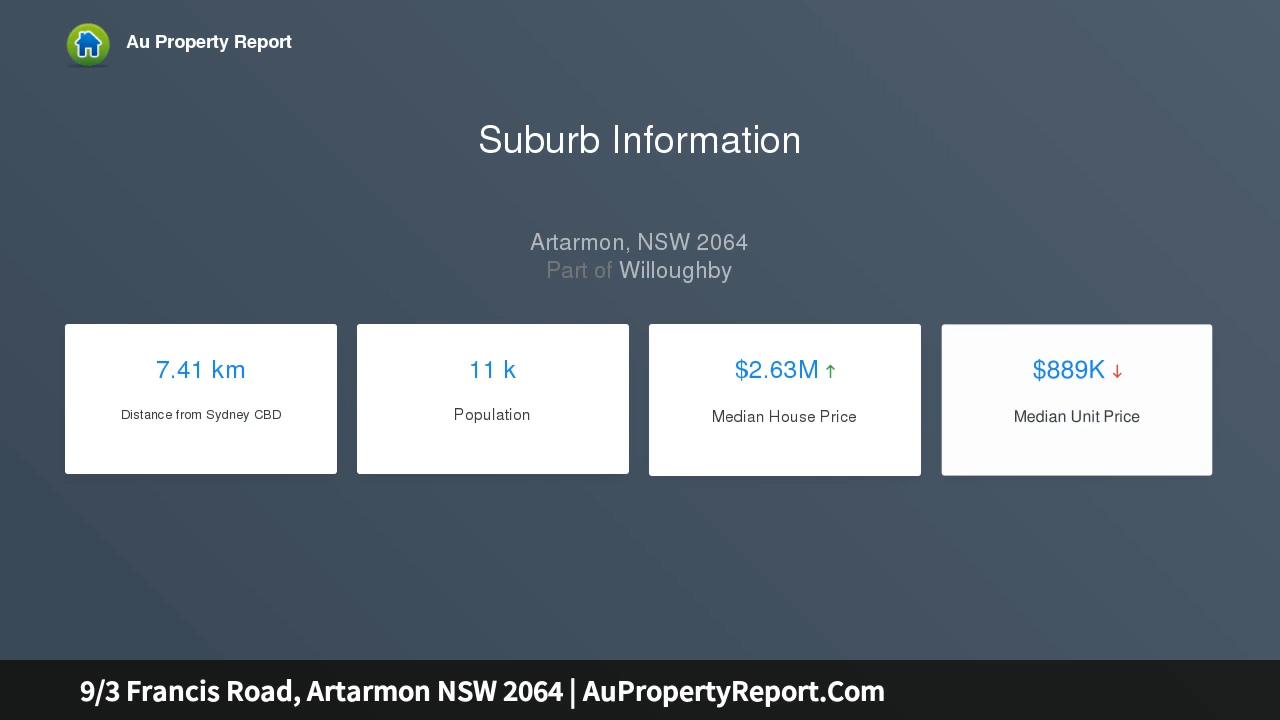 Au Property Report
Suburb Information
Artarmon, NSW 2064
Part of Willoughby
7.41 km
Distance from Sydney CBD
11 k
Population
$2.63M ↑
Median House Price
$889K ↓
Median Unit Price
9/3 Francis Road, Artarmon NSW 2064 | AuPropertyReport.Com